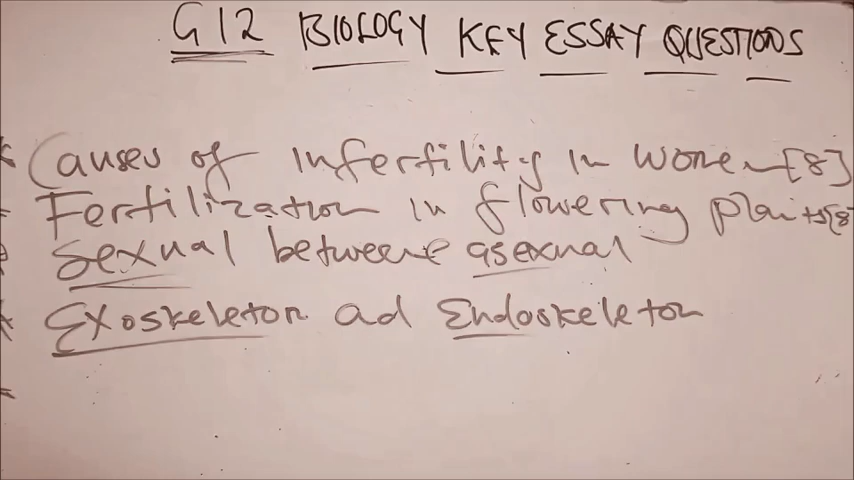 G12 BIOLOGY KEY ESSAY QUESTIONS
Causes of infertility in women [8]
Fertilization in flowering plants [8]
Sexual between asexual
Exoskeleton ad Endoskeleton